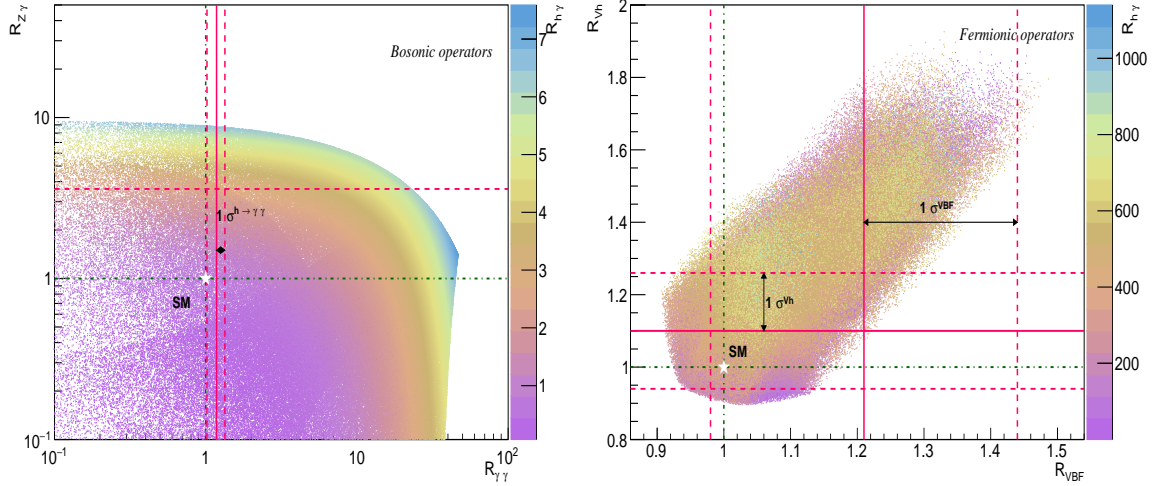 R_{Zγ}
10
1
10^{−1}
10^{−1}
1
10
10^{2}
R_{γγ}
Bosonic operators
1 σ^{h→γγ}
SM
R_{hγ}
7
6
5
4
3
2
1
R_{Vh}
2
1.8
1.6
1.4
1.2
1
0.8
0.9
1
1.1
1.2
1.3
1.4
1.5
R_{VBF}
Fermionic operators
1 σ^{VBF}
1 σ^{Vh}
SM
R_{hγ}
1000
800
600
400
200